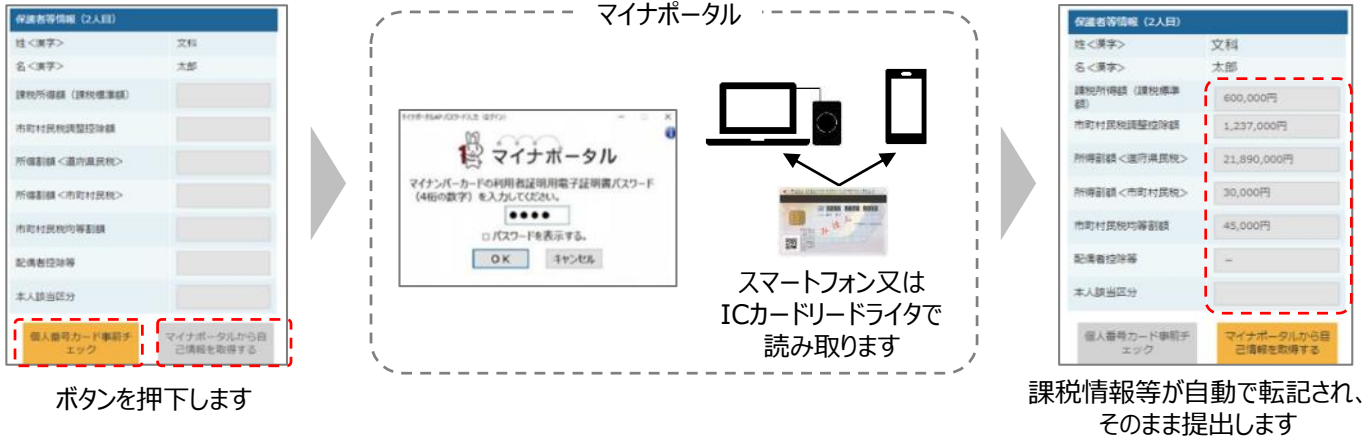 保護者等情報（2人目）
姓<漢字> 文科
名<漢字> 太郎
課税所得額（課税標準額）
市町村民税調整控除額
所得割額<道府県民税>
所得割額<市町村民税>
市町村民税均等割額
配偶者控除等
本人該当区分
個人番号カード事前チ
ェック
マイナポータルから自
己情報を取得する
ボタンを押下します
マイナポータル
マイナポータル
マイナンバーカードの利用者証明用電子証明書パスワード
（4桁の数字）を入力してください。
●●●●
□パスワードを表示する。
OK キャンセル
みほん
スマートフォン又は
ICカードリードライタで
読み取ります
保護者等情報（2人目）
姓<漢字> 文科
名<漢字> 太郎
課税所得額（課税標準
額） 600,000円
市町村民税調整控除額 1,237,000円
所得割額<道府県民税> 21,890,000円
所得割額<市町村民税> 30,000円
市町村民税均等割額 45,000円
配偶者控除等 －
本人該当区分
個人番号カード事前チ
ェック
マイナポータルから自
己情報を取得する
課税情報等が自動で転記され、
そのまま提出します